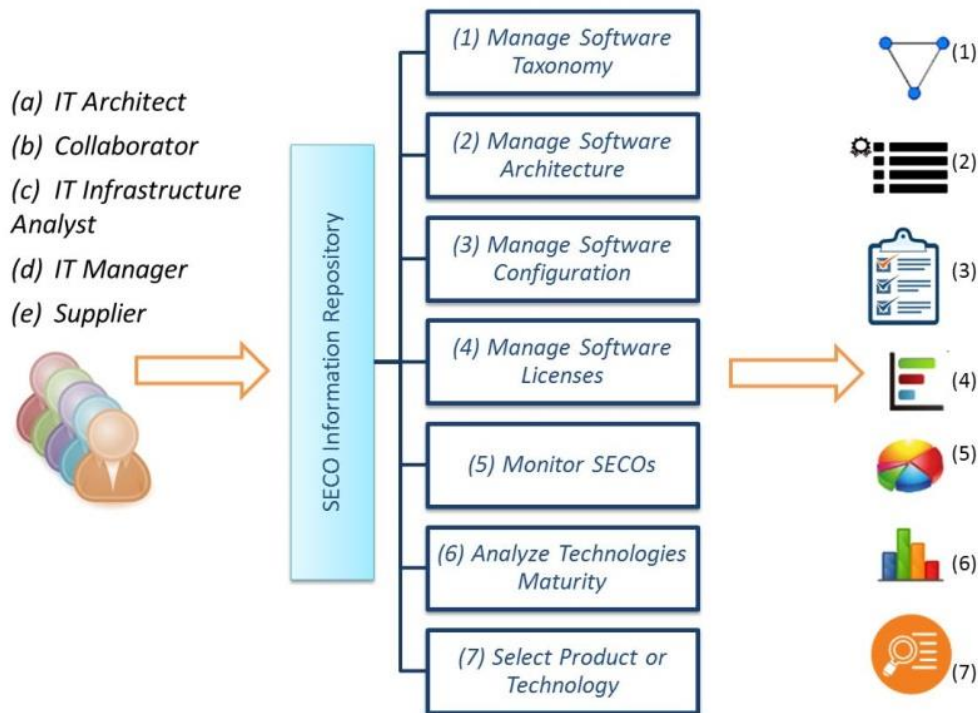 (a) IT Architect
(b) Collaborator
(c) IT Infrastructure
Analyst
(d) IT Manager
(e) Supplier
SECO Information Repository
(1) Manage Software
Taxonomy
(2) Manage Software
Architecture
(3) Manage Software
Configuration
(4) Manage Software
Licenses
(5) Monitor SECOs
(6) Analyze Technologies
Maturity
(7) Select Product or
Technology
(1)
(2)
(3)
(4)
(5)
(6)
(7)